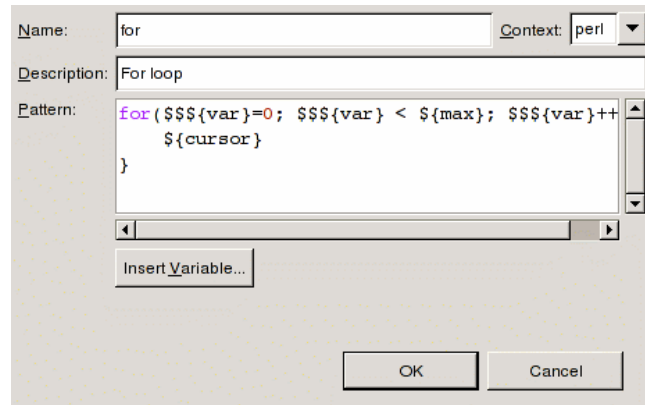 Name: for Context: perl
Description: For loop
Pattern: for($$${var}=0; $$${var} < ${max}; $$${var}++
${cursor}
}
Insert Variable...
OK Cancel